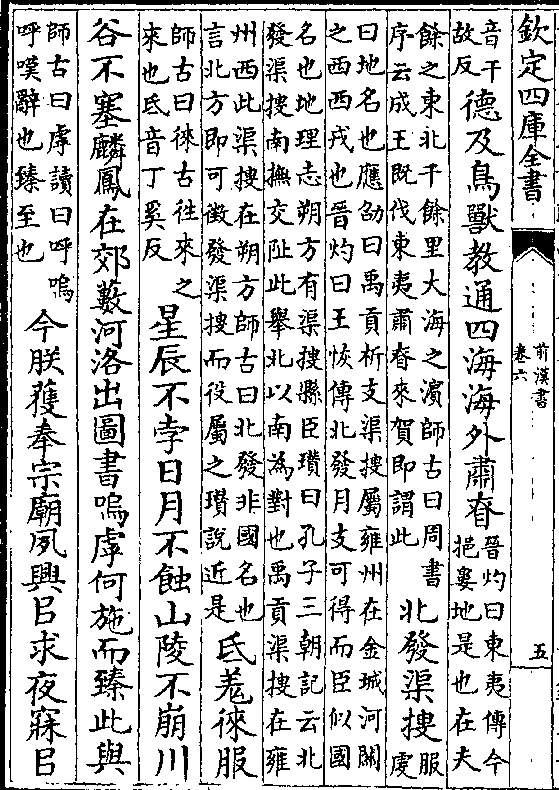 欽定四庫全書
前漢書
卷六
五
音干
故反
德及鳥獸教通四海海外肅眘
晉灼曰東夷傳今
挹婁地是也在夫
餘之東北千餘里大海之濱師古曰周書
序云成王既伐東夷肅眘來賀即謂此
北發渠搜
服
虔
曰地名也應劭曰禹貢析支渠搜屬雍州在金城河關
之西西戎也晉灼曰王恢傳北發月支可得而臣似國
名也地理志朔方有渠搜縣臣瓚曰孔子三朝記云北
發渠搜南撫交阯此舉北以南為對也禹貢渠搜在雍
州西此渠搜在朔方師古曰北發非國名也
言北方即可徵發渠搜而役屬之瓚說近是
氐羌徠服
師古曰徠古往來之
來也氐音丁奚反
星辰不孛日月不蝕山陵不崩川
谷不塞麟鳳在郊藪河洛出圖書嗚虖何施而臻此與
師古曰虖讀曰呼嗚
呼嘆辭也臻至也
今朕獲奉宗廟夙興㠯求夜寐㠯